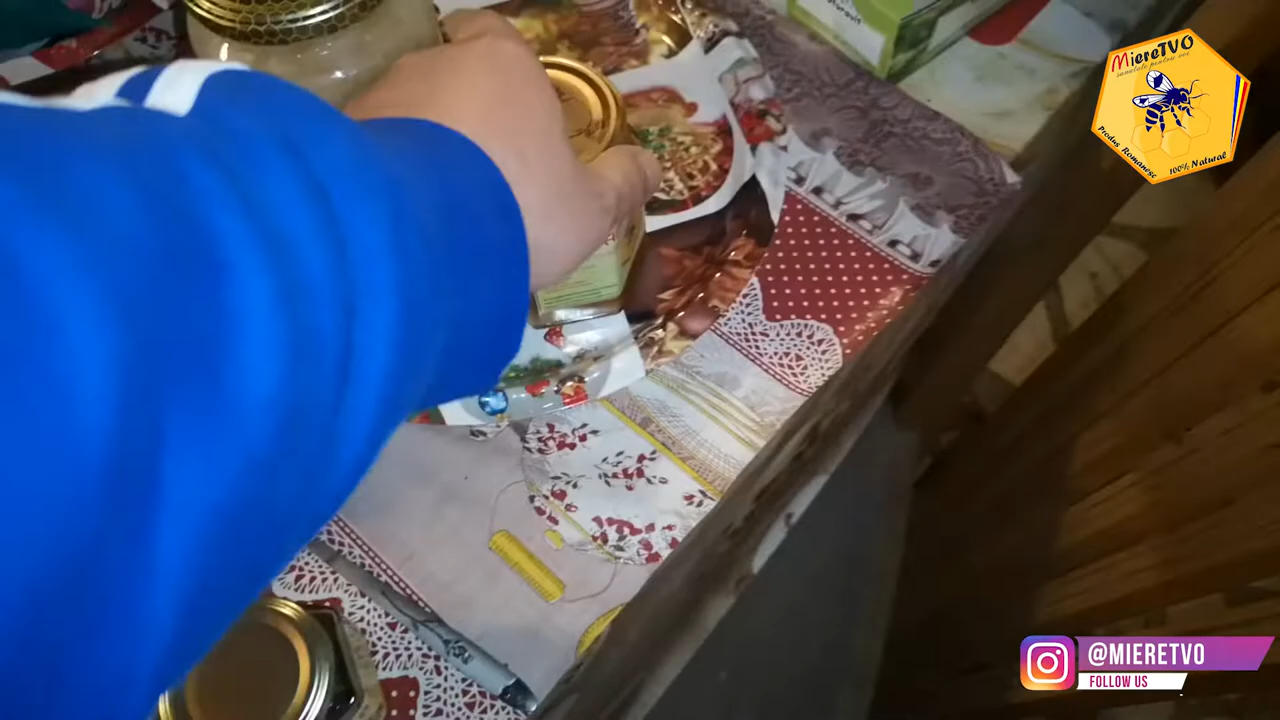 MiereTVO
sanatate pentru voi
Produs Romanesc
100% Natural
@MIERETVO
FOLLOW US